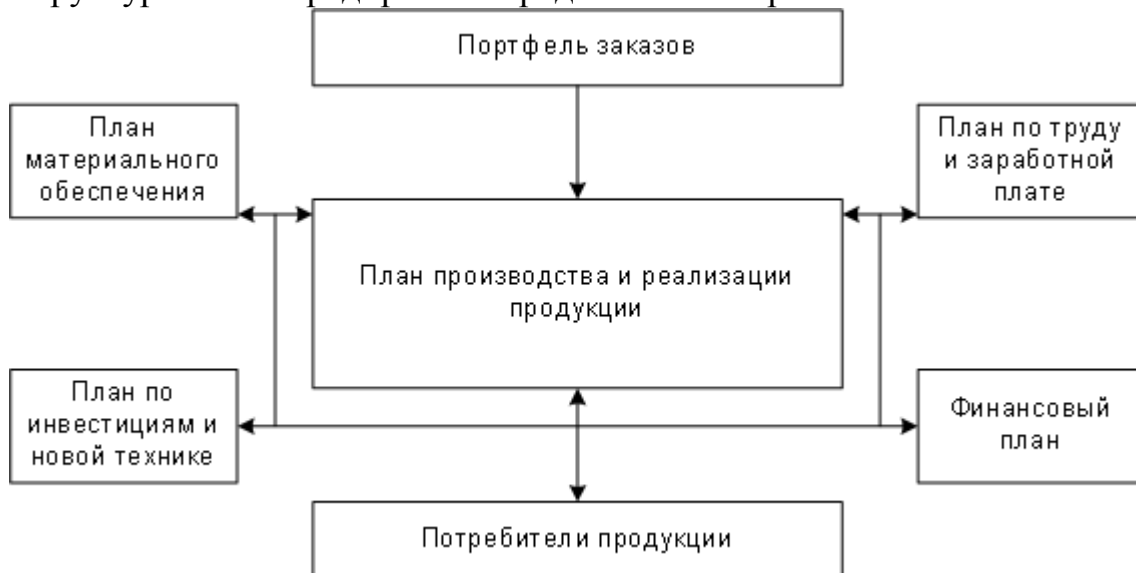 Портфель заказов
План
материального
обеспечения
План по труду
и заработной
плате
План производства и реализации
продукции
План по
инвестициям и
новой технике
Финансовый
план
Потребители продукции